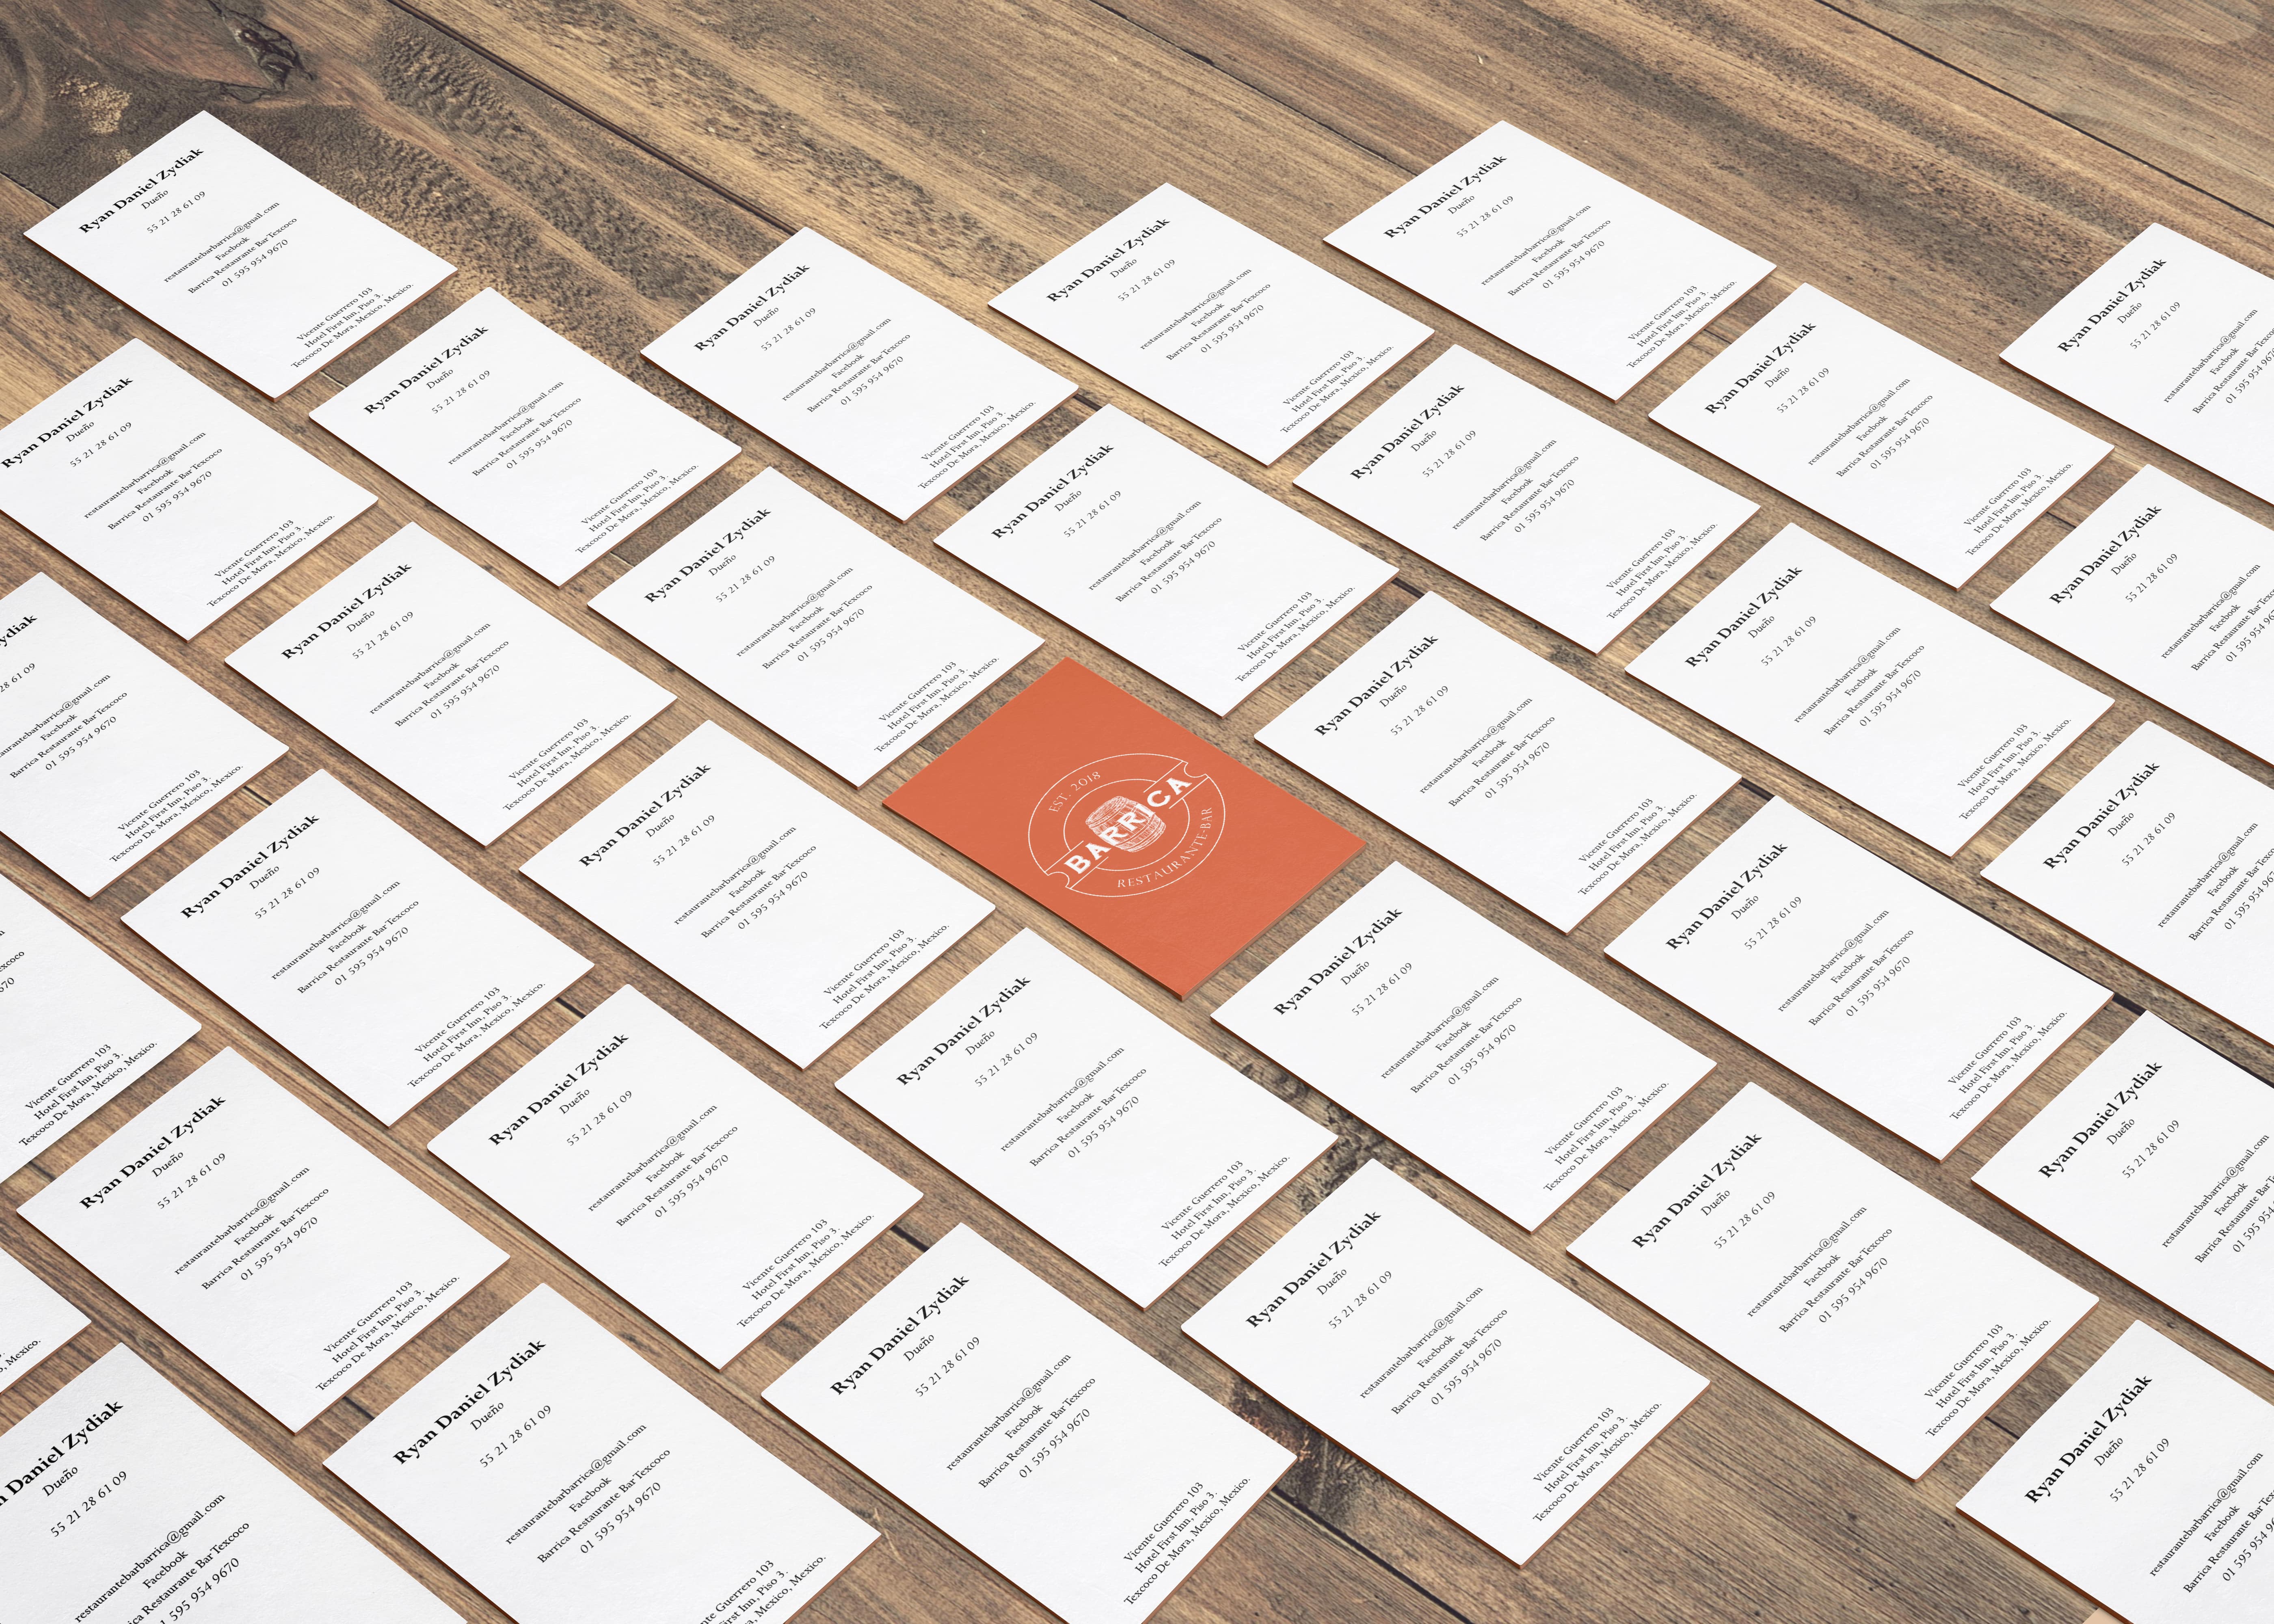 Ryan Daniel Zydiak
Dueño
55 21 28 61 09
restaurantebarbarrica@gmail.com
Facebook
Barrica Restaurante Bar Texcoco
01 595 954 9670
Vicente Guerrero 103
Hotel First Inn, Piso 3.
Texcoco De Mora, Mexico, Mexico.
EST. 2018
BARRICA
RESTAURANTE-BAR